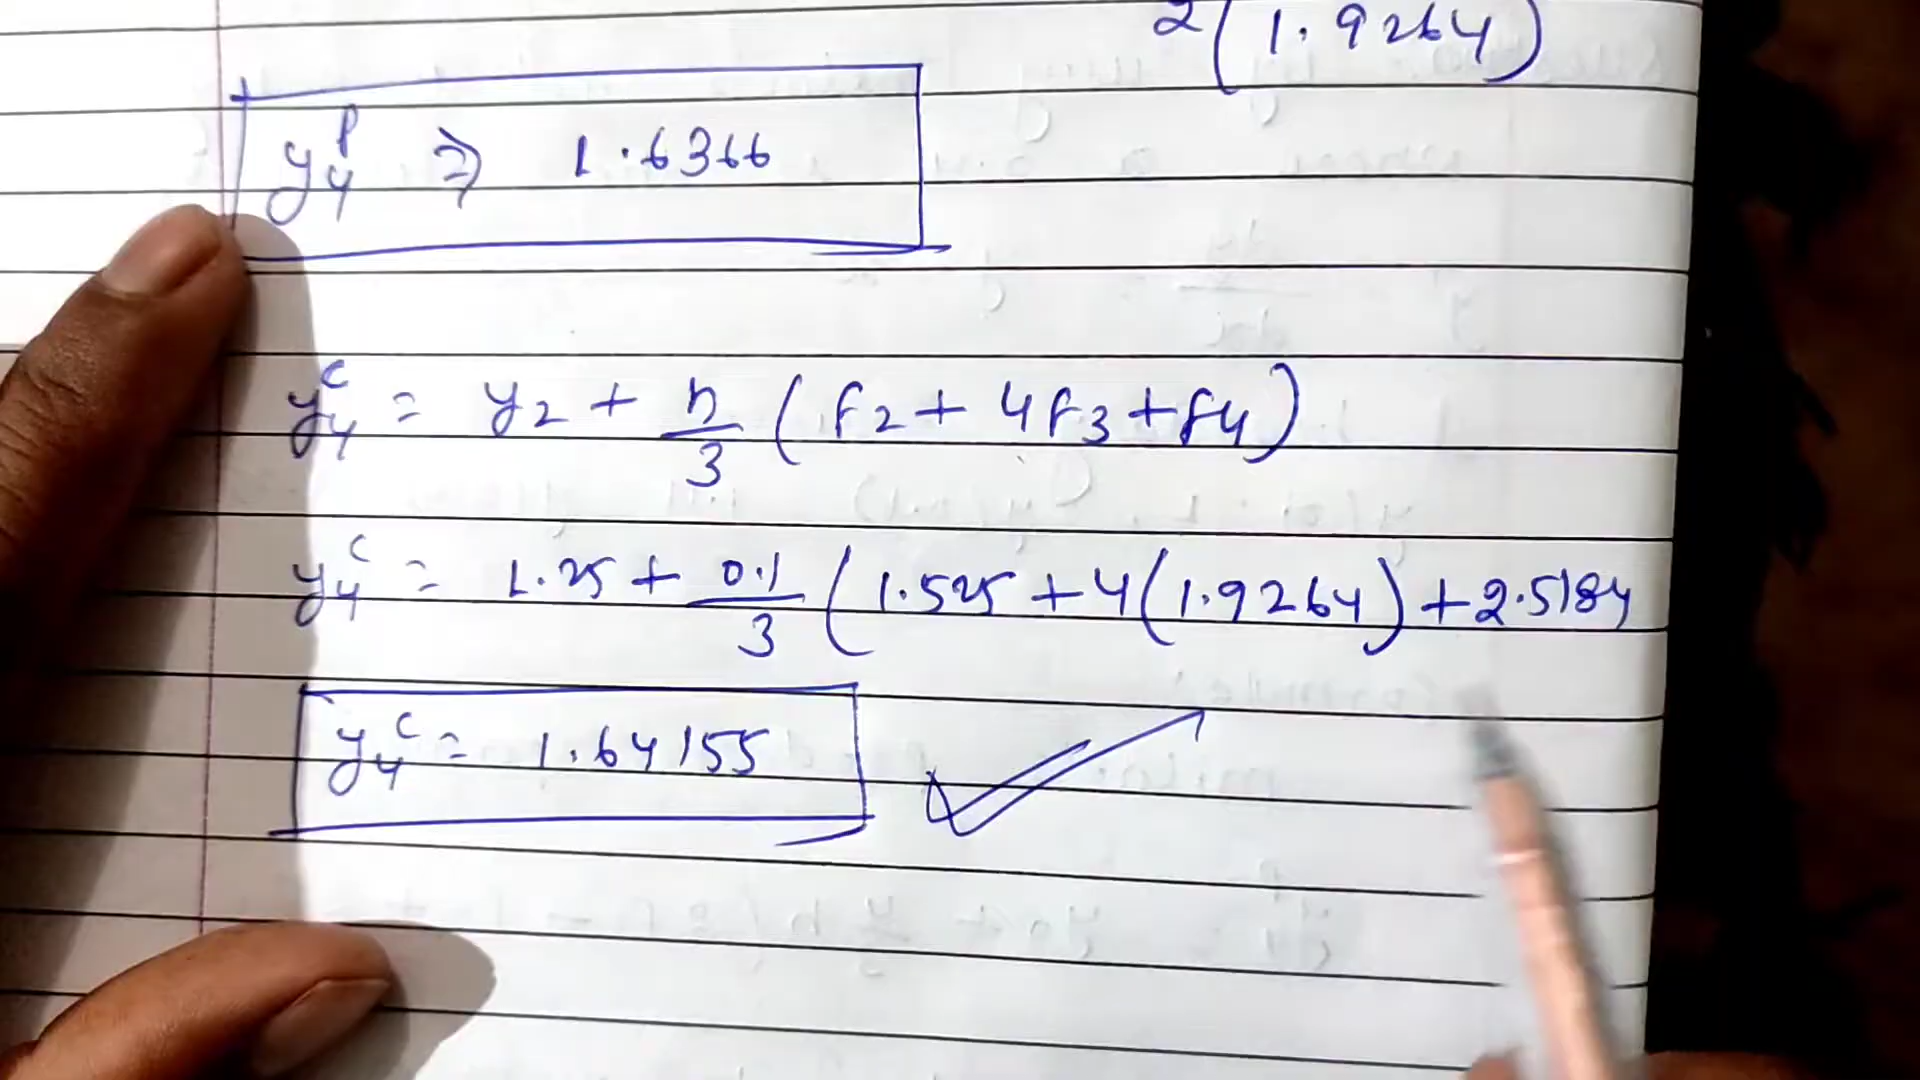 2(1.9264)
y₄ᵖ ⇒ 1.6366
y₄ᶜ = y₂ + h/3 (f₂ + 4f₃ + f₄)
y₄ᶜ = 1.25 + 0.1/3 (1.525 + 4(1.9264) + 2.5184
y₄ᶜ = 1.64155